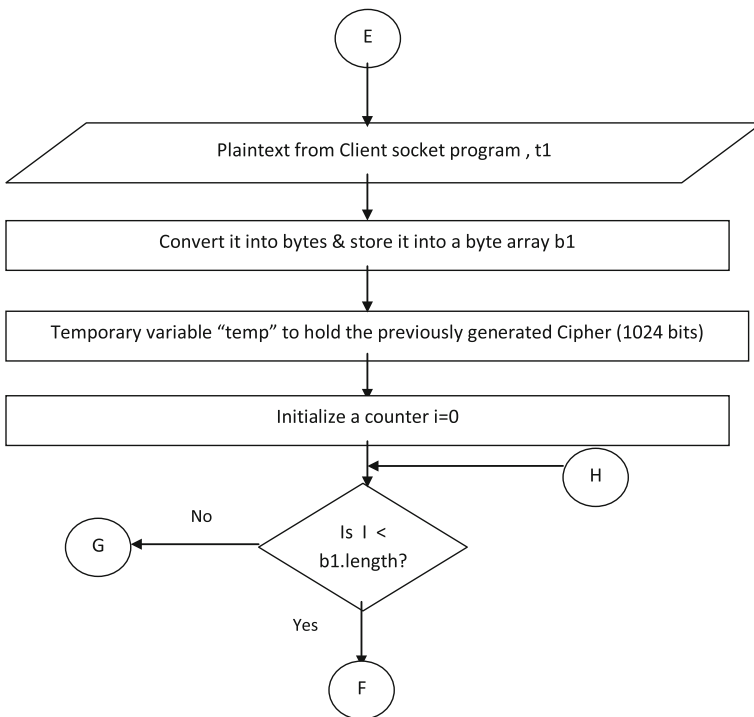 E
Plaintext from Client socket program , t1
Convert it into bytes & store it into a byte array b1
Temporary variable “temp” to hold the previously generated Cipher (1024 bits)
Initialize a counter i=0
H
No
Is I <
b1.length?
G
Yes
F